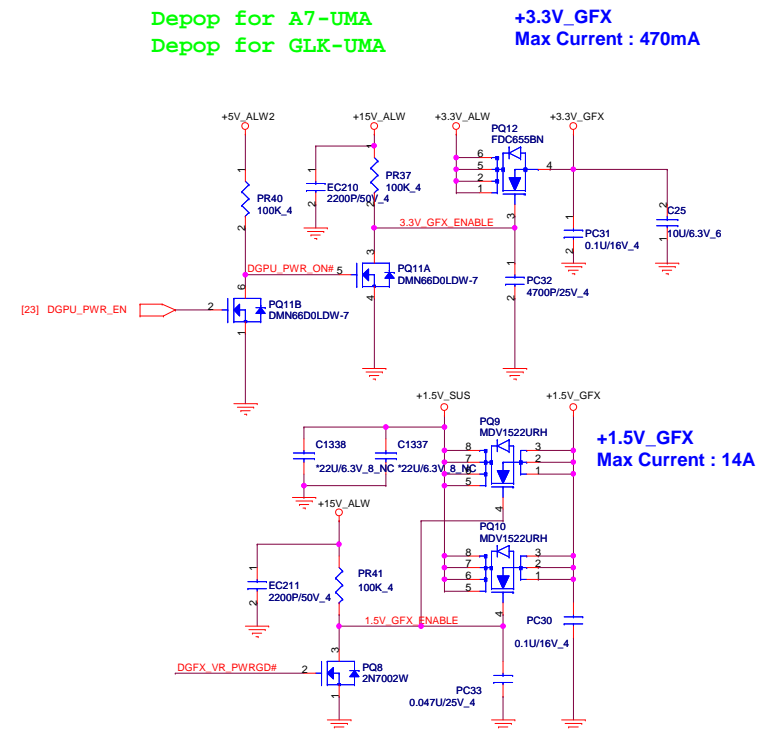 Depop for A7-UMA
Depop for GLK-UMA
+3.3V_GFX
Max Current : 470mA
+5V_ALW2
+15V_ALW
+3.3V_ALW
+3.3V_GFX
PQ12
FDC655BN
6
5
2
1
4
3
1
PR40
100K_4
2
1
EC210
2200P/50V_4
2
1
PR37
100K_4
2
3.3V_GFX_ENABLE
1
PC31
0.1U/16V_4
2
2
C25
10U/6.3V_6
1
DGPU_PWR_ON#
5
3
PQ11A
DMN66D0LDW-7
4
1
PC32
4700P/25V_4
2
[23] DGPU_PWR_EN
2
6
PQ11B
DMN66D0LDW-7
1
+1.5V_SUS
+1.5V_GFX
PQ9
MDV1522URH
8
7
6
5
3
2
1
4
+1.5V_GFX
Max Current : 14A
C1338
*22U/6.3V_8_NC
C1337
*22U/6.3V_8_NC
+15V_ALW
PQ10
MDV1522URH
8
7
6
5
3
2
1
4
1
EC211
2200P/50V_4
2
PR41
100K_4
1.5V_GFX_ENABLE
PC30
0.1U/16V_4
DGFX_VR_PWRGD#
2
3
PQ8
2N7002W
1
PC33
0.047U/25V_4